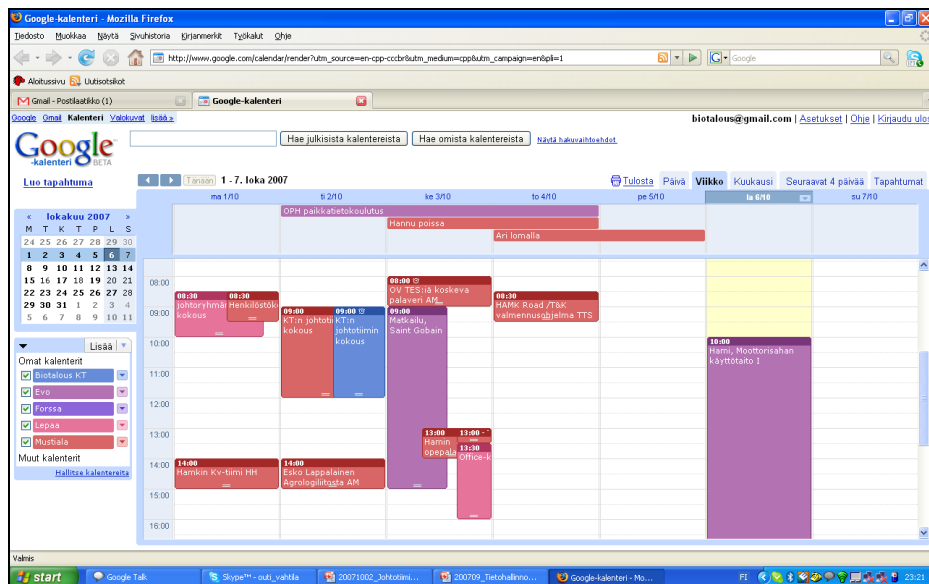 Google-kalenteri - Mozilla Firefox
Tiedosto Muokkaa Näytä Sivuhistoria Kirjanmerkit Työkalut Ohje
http://www.google.com/calendar/render?utm_source=en-cpp-cccbr&utm_medium=cpp&utm_campaign=en&pli=1
G Google
Aloitussivu Uutisotsikot
Gmail - Postilaatikko (1) Google-kalenteri
Google Gmail Kalenteri Valokuvat lisää »
biotalous@gmail.com | Asetukset | Ohje | Kirjaudu ulos
Google
-kalenteri BETA
Hae julkisista kalentereista Hae omista kalentereista Näytä hakuvaihtoehdot
Luo tapahtuma
Tänään 1 - 7. loka 2007
Tulosta Päivä Viikko Kuukausi Seuraavat 4 päivää Tapahtumat
ma 1/10 ti 2/10 ke 3/10 to 4/10 pe 5/10 la 6/10 su 7/10
OPH paikkatietokoulutus
Hannu poissa
Ari lomalla
« lokakuu 2007 »
M T K T P L S
24 25 26 27 28 29 30
1 2 3 4 5 6 7
8 9 10 11 12 13 14
15 16 17 18 19 20 21
22 23 24 25 26 27 28
29 30 31 1 2 3 4
5 6 7 8 9 10 11
Lisää
Omat kalenterit
Biotalous KT
Evo
Forssa
Lepaa
Mustiala
Muut kalenterit
Hallitse kalentereita
08:00
09:00
10:00
11:00
12:00
13:00
14:00
15:00
16:00
08:30
johtoryhmä
kokous
08:30
Henkilöstök
14:00
Hamkin Kv-tiimi HH
09:00
KT:n johtotii
kokous
09:00
KT:n
johtotiimin
kokous
14:00
Esko Lappalainen
Agrologiliitosta AM
08:00
OV TES:iä koskeva
palaveri AM
09:00
Matkailu,
Saint Gobain
13:00
Hamin
opepala
13:00 -
13:30
Office-k
08:30
HAMK Road /T&K
valmennusohjelma TTS
10:00
Hami, Moottorisahan
käyttötaito I
Valmis
start Google Talk Skype™ - outi_vahtila 20071002_Johtotiimi... 200709_Tietohallinno... Google-kalenteri - Mo... FI 23:21